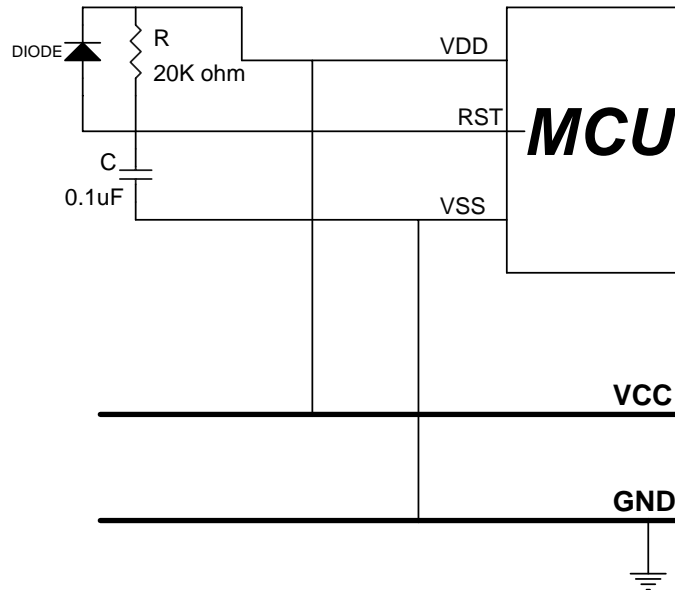 R
VDD
DIODE
20K ohm
RST
MCU
C
0.1uF
VSS
VCC
GND